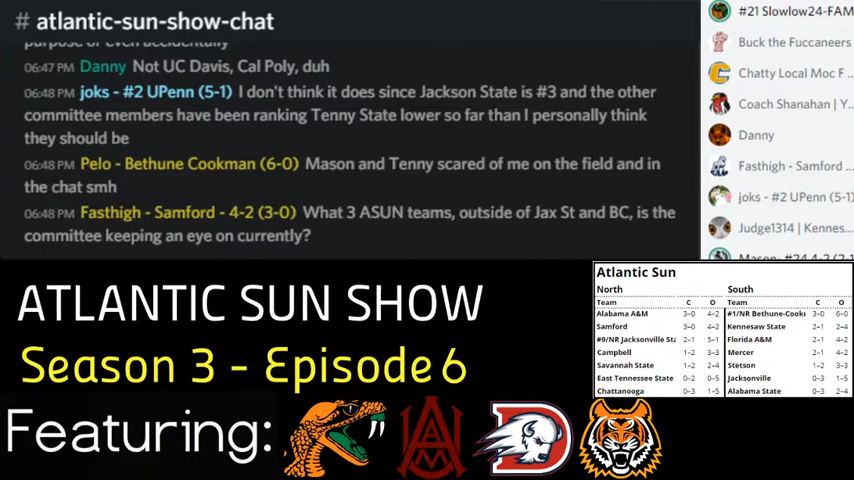 # atlantic-sun-show-chat
purpose or even accidentally
06:47 PM Danny Not UC Davis, Cal Poly, duh
06:48 PM joks - #2 UPenn (5-1) I don't think it does since Jackson State is #3 and the other
committee members have been ranking Tenny State lower so far than I personally think
they should be
06:48 PM Pelo - Bethune Cookman (6-0) Mason and Tenny scared of me on the field and in
the chat smh
06:48 PM Fasthigh - Samford - 4-2 (3-0) What 3 ASUN teams, outside of Jax St and BC, is the
committee keeping an eye on currently?
#21 Slowlow24-FAM
Buck the Fuccaneers
Chatty Local Moc F...
Coach Shanahan | Y...
Danny
Fasthigh - Samford ...
joks - #2 UPenn (5-1)
Judge1314 | Kennes...
Mason- #24 4-2 (2-1
ATLANTIC SUN SHOW
Season 3 - Episode 6
Featuring:
Atlantic Sun
North South
Team C O Team C O
Alabama A&M 3-0 4-2 #1/NR Bethune-Cook 3-0 6-0
Samford 3-0 4-2 Kennesaw State 2-1 2-4
#9/NR Jacksonville Sta 2-1 5-1 Florida A&M 2-1 4-2
Campbell 1-2 3-3 Mercer 2-1 4-2
Savannah State 1-2 2-4 Stetson 1-2 3-3
East Tennessee State 0-2 0-5 Jacksonville 0-3 1-5
Chattanooga 0-3 1-5 Alabama State 0-3 2-4